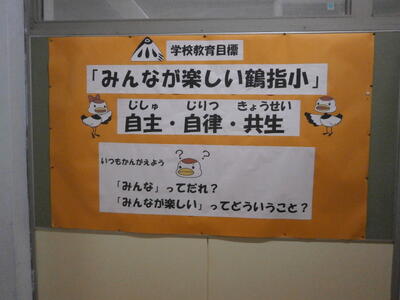 学校教育目標
「みんなが楽しい鶴指小」
じしゅ じりつ きょうせい
自主・自律・共生
いつもかんがえよう
? ?
「みんな」ってだれ?
「みんなが楽しい」ってどういうこと?